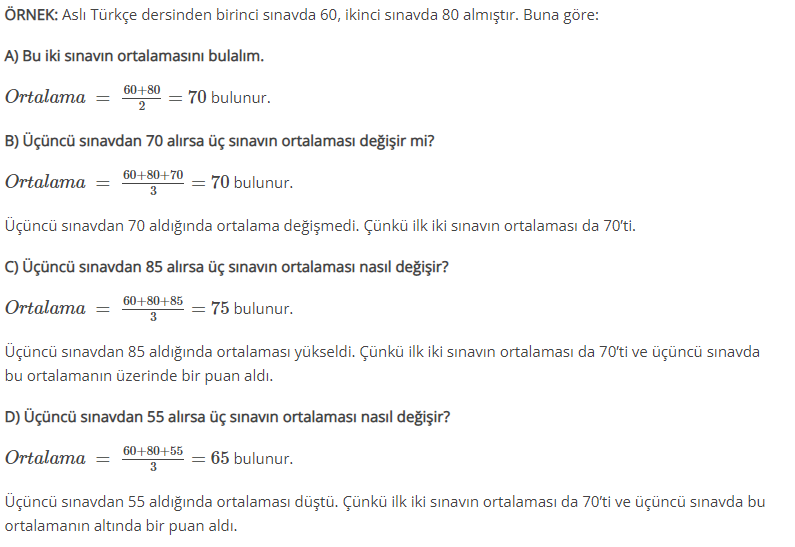 ÖRNEK: Aslı Türkçe dersinden birinci sınavda 60, ikinci sınavda 80 almıştır. Buna göre:
A) Bu iki sınavın ortalamasını bulalım.
Ortalama = \frac{60+80}{2} = 70 bulunur.
B) Üçüncü sınavdan 70 alırsa üç sınavın ortalaması değişir mi?
Ortalama = \frac{60+80+70}{3} = 70 bulunur.
Üçüncü sınavdan 70 aldığında ortalama değişmedi. Çünkü ilk iki sınavın ortalaması da 70’ti.
C) Üçüncü sınavdan 85 alırsa üç sınavın ortalaması nasıl değişir?
Ortalama = \frac{60+80+85}{3} = 75 bulunur.
Üçüncü sınavdan 85 aldığında ortalaması yükseldi. Çünkü ilk iki sınavın ortalaması da 70’ti ve üçüncü sınavda
bu ortalamanın üzerinde bir puan aldı.
D) Üçüncü sınavdan 55 alırsa üç sınavın ortalaması nasıl değişir?
Ortalama = \frac{60+80+55}{3} = 65 bulunur.
Üçüncü sınavdan 55 aldığında ortalaması düştü. Çünkü ilk iki sınavın ortalaması da 70’ti ve üçüncü sınavda bu
ortalamanın altında bir puan aldı.